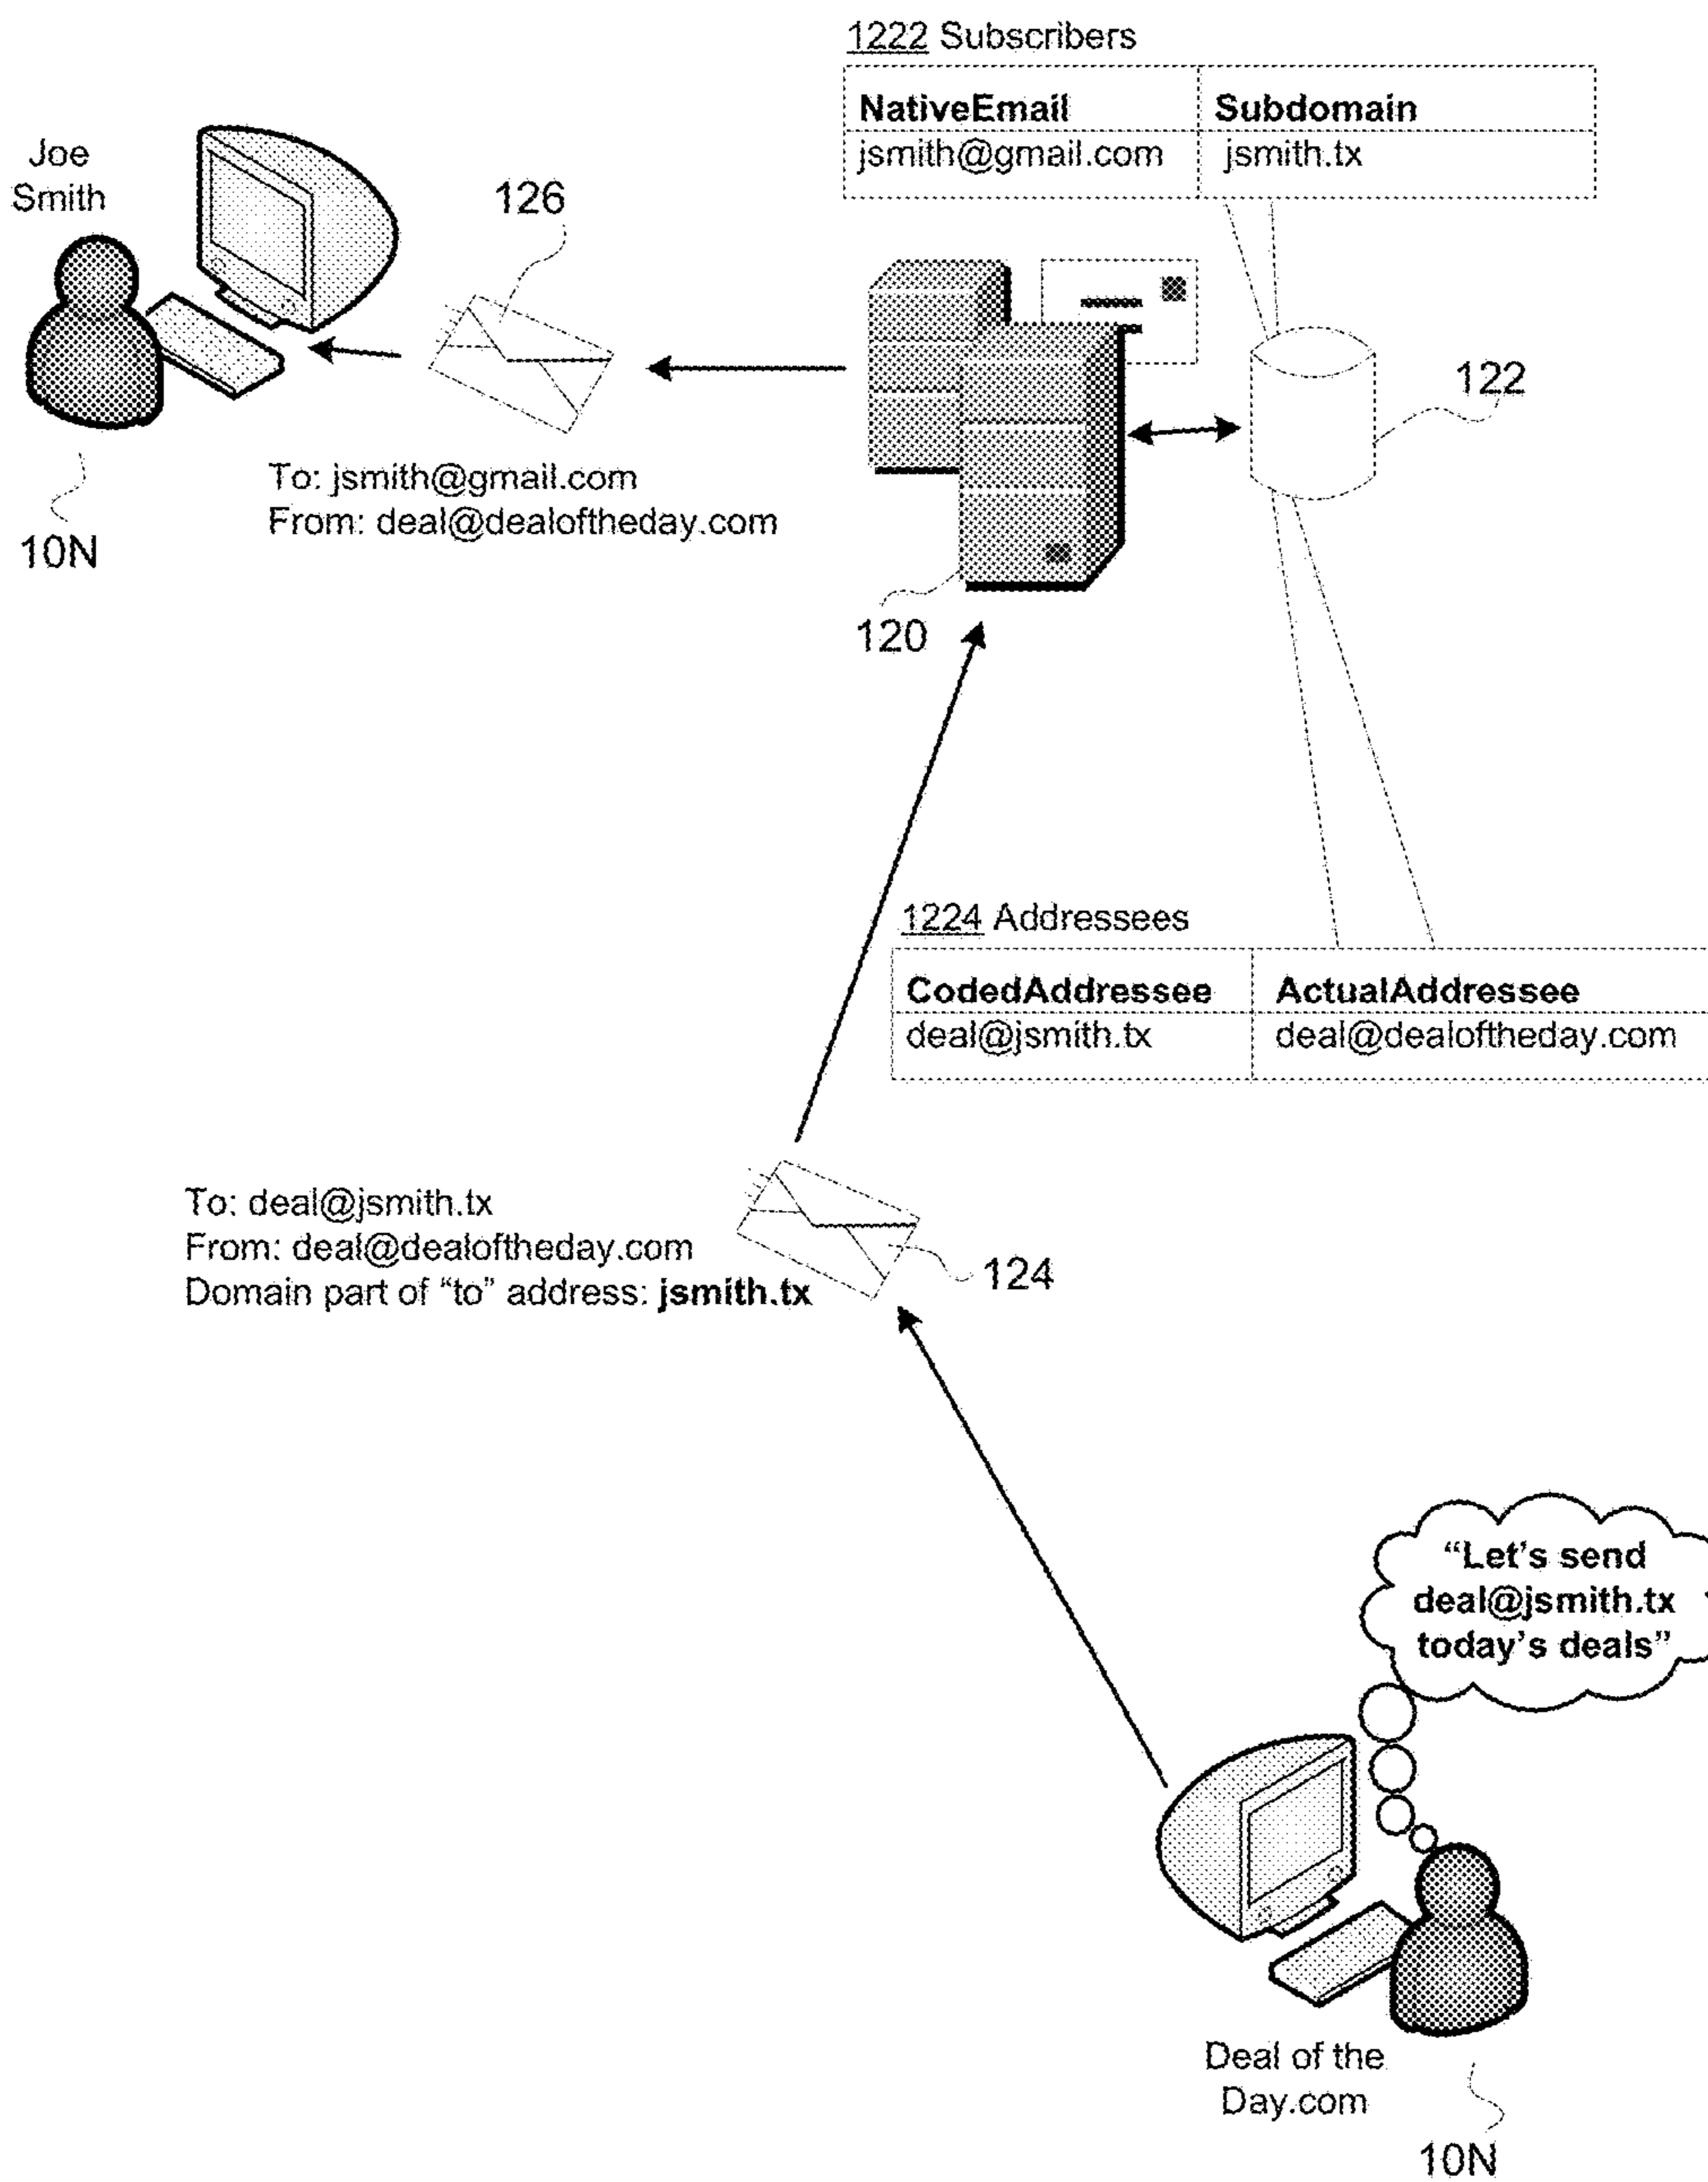 1222 Subscribers
NativeEmail Subdomain
jsmith@gmail.com jsmith.tx
Joe
Smith
126
122
To: jsmith@gmail.com
From: deal@dealoftheday.com
10N
120
1224 Addressees
CodedAddressee ActualAddressee
deal@jsmith.tx deal@dealoftheday.com
To: deal@jsmith.tx
From: deal@dealoftheday.com
Domain part of “to” address: jsmith.tx
124
“Let’s send
deal@jsmith.tx
today’s deals”
Deal of the
Day.com
10N